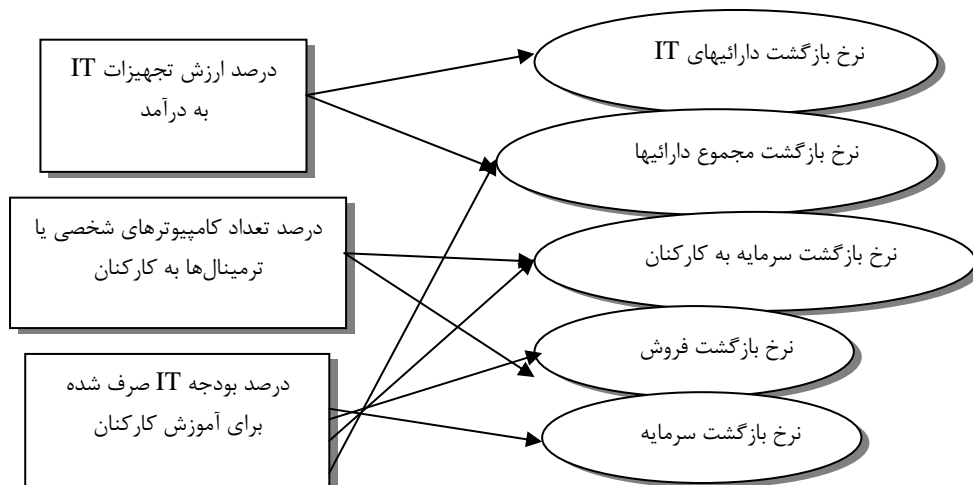 درصد ارزش تجهیزات IT
به درآمد
درصد تعداد کامپیوترهای شخصی یا
ترمینال‌ها به کارکنان
درصد بودجه IT صرف شده
برای آموزش کارکنان
نرخ بازگشت دارائیهای IT
نرخ بازگشت مجموع دارائیها
نرخ بازگشت سرمایه به کارکنان
نرخ بازگشت فروش
نرخ بازگشت سرمایه